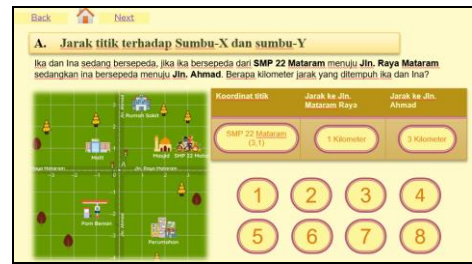 Back
Next
A. Jarak titik terhadap Sumbu-X dan sumbu-Y
Ika dan Ina sedang bersepeda, jika ika bersepeda dari SMP 22 Mataram menuju Jln. Raya Mataram
sedangkan ina bersepeda menuju Jln. Ahmad. Berapa kilometer jarak yang ditempuh ika dan Ina?
Koordinat titik
Jarak ke Jln.
Mataram Raya
Jarak ke Jln.
Ahmad
SMP 22 Mataram
(3,1)
1 Kilometer
3 Kilometer
Rumah Sakit
Masjid
SMP 22 Mata
A
Jln. Raya Mataram
Pom Bensin
Perumahan
1
2
3
4
5
6
7
8